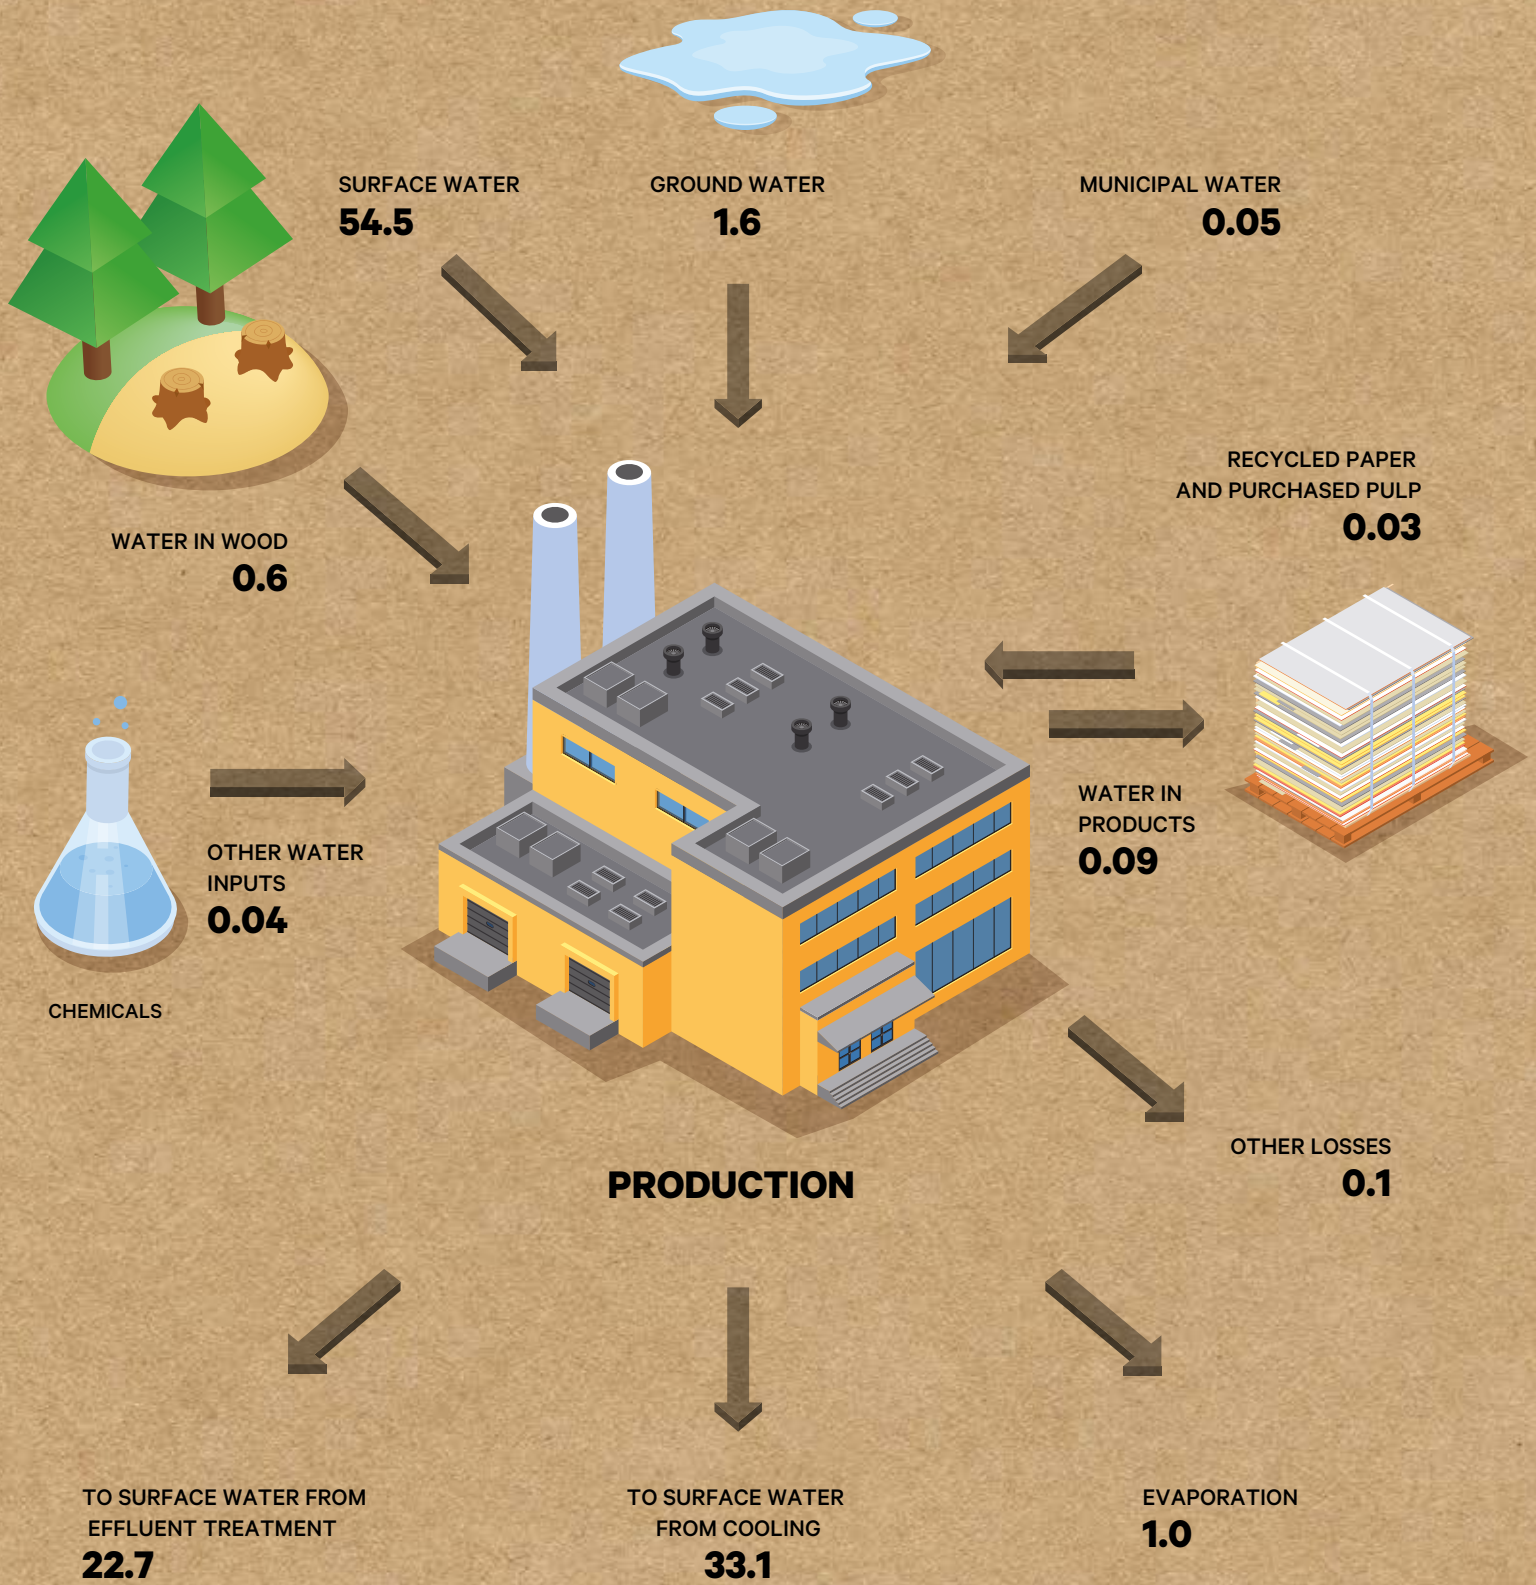 SURFACE WATER
54.5
GROUND WATER
1.6
MUNICIPAL WATER
0.05
RECYCLED PAPER
AND PURCHASED PULP
0.03
WATER IN WOOD
0.6
WATER IN
PRODUCTS
0.09
OTHER WATER
INPUTS
0.04
CHEMICALS
OTHER LOSSES
0.1
PRODUCTION
TO SURFACE WATER FROM
EFFLUENT TREATMENT
22.7
TO SURFACE WATER
FROM COOLING
33.1
EVAPORATION
1.0